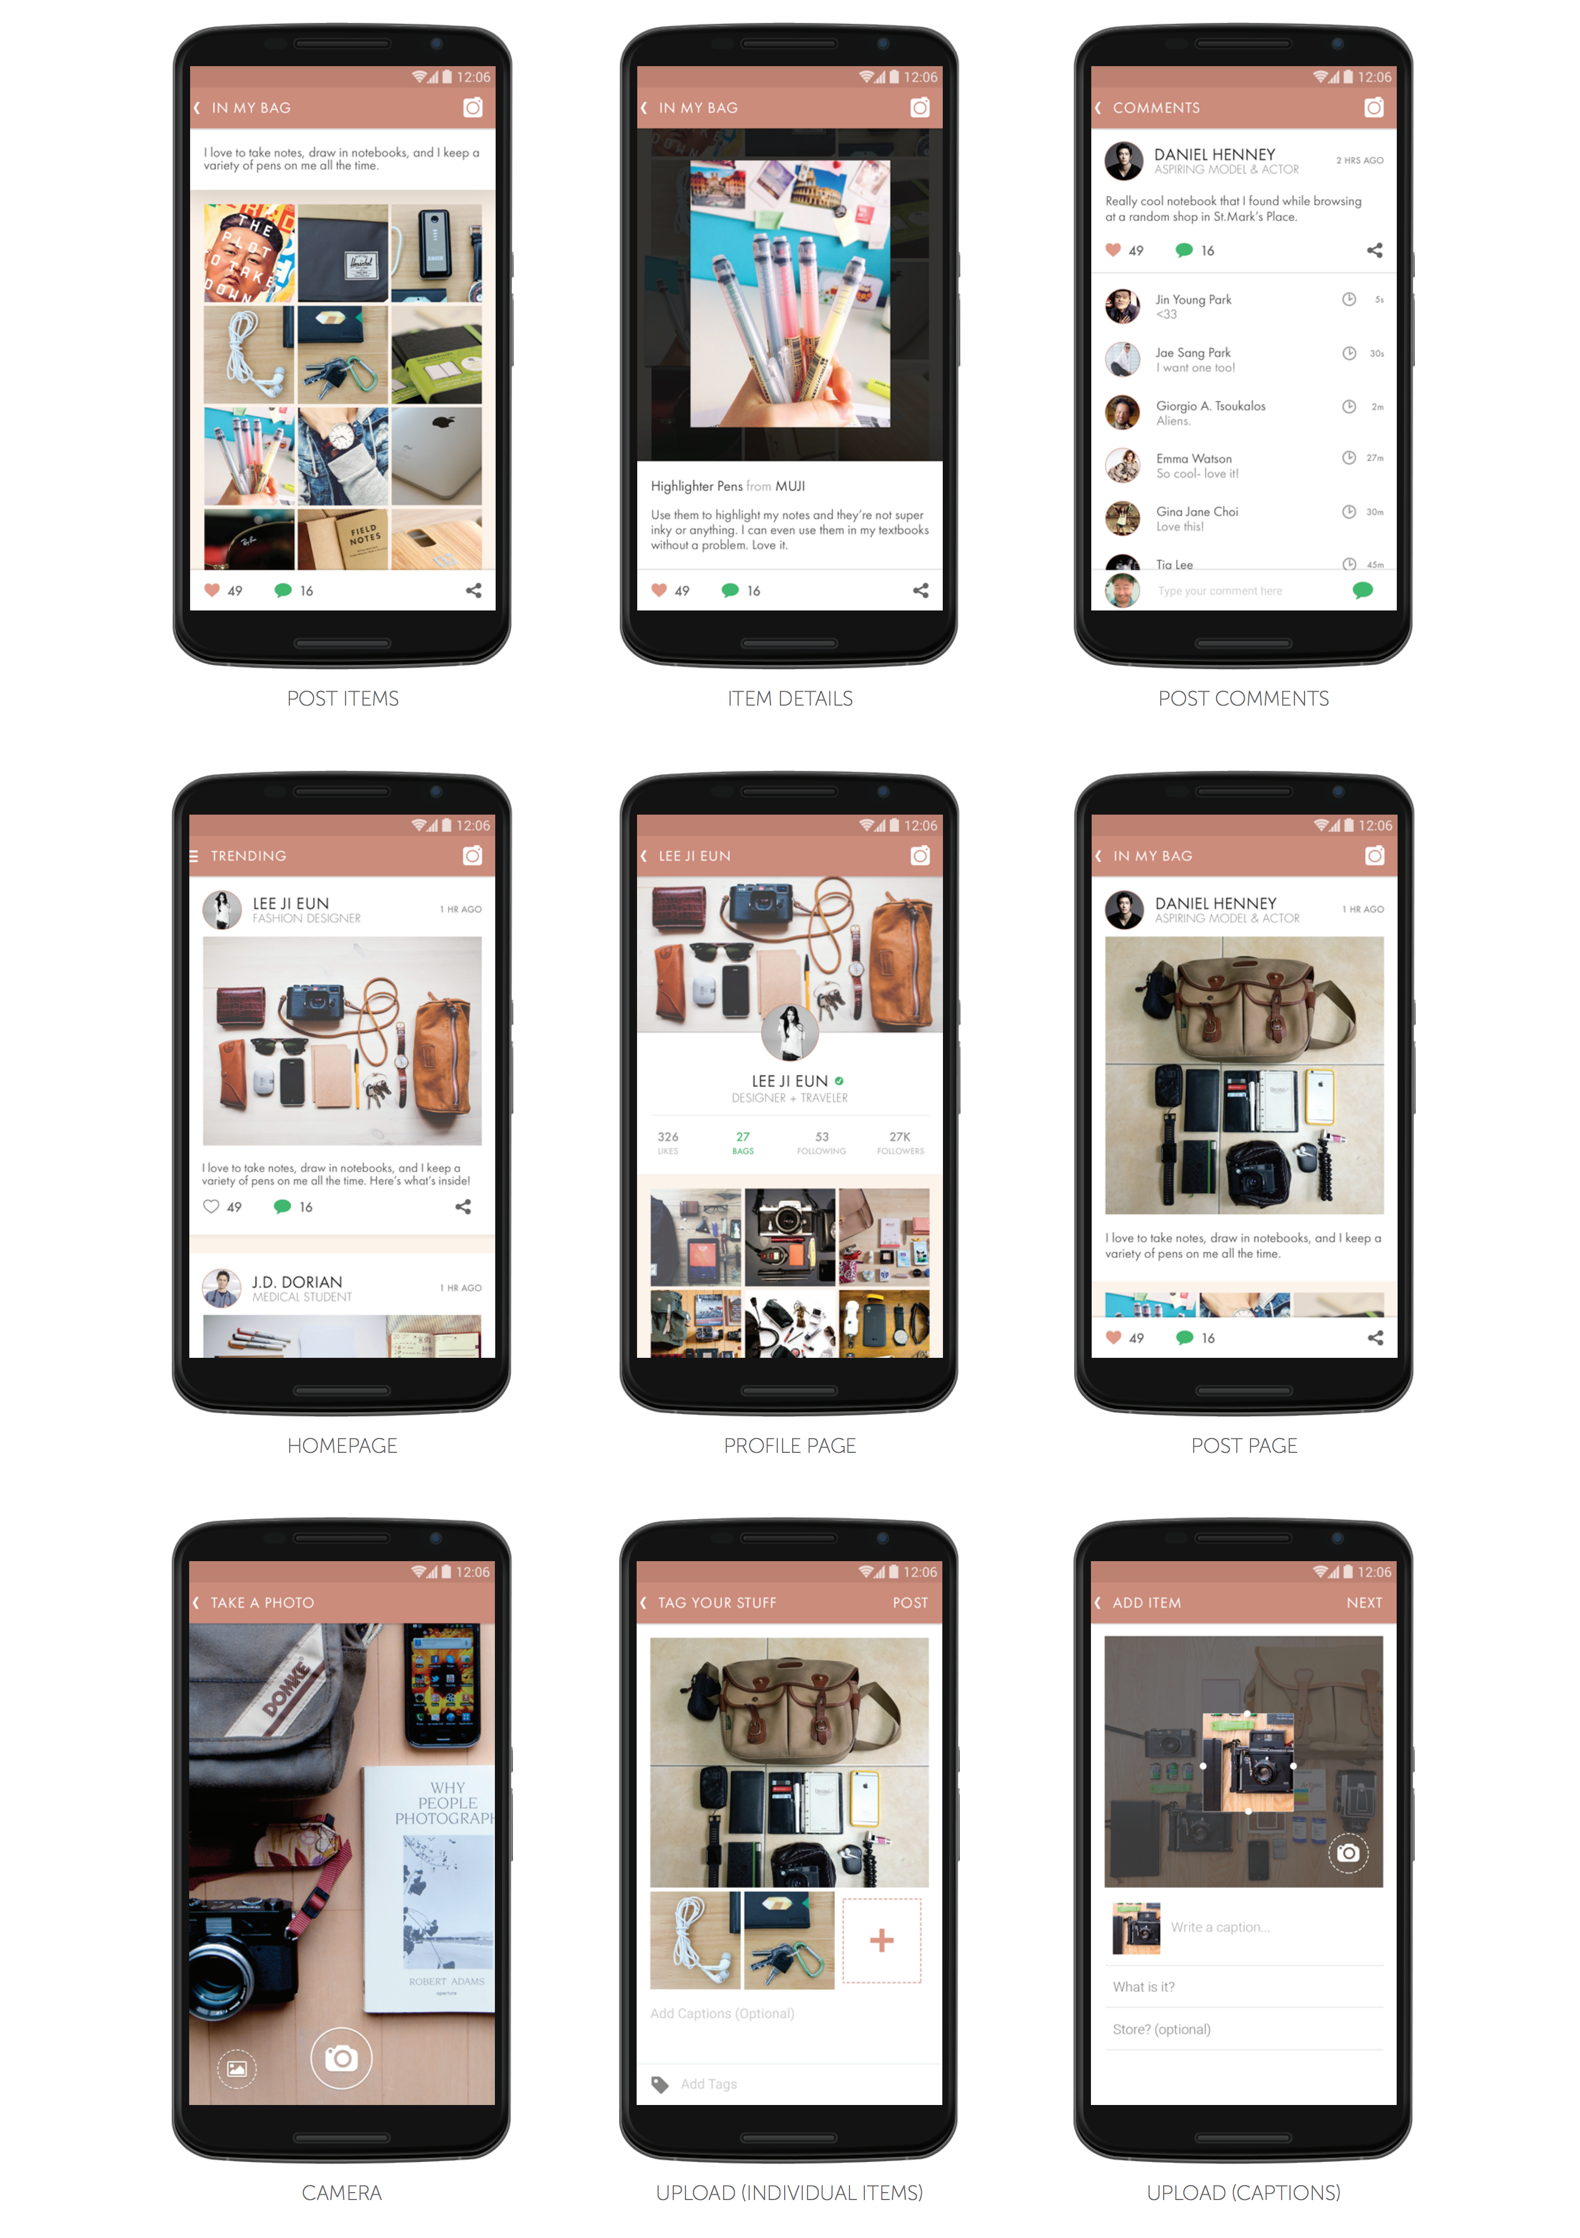 12:06
IN MY BAG
I love to take notes, draw in notebooks, and I keep a
variety of pens on me all the time.
THE
PLOT
TO TAKE
DOWN
Herschel
Ray-Ban
FIELD
NOTES
49
16
POST ITEMS
12:06
IN MY BAG
Highlighter Pens from MUJI
Use them to highlight my notes and they're not super
inky or anything. I can even use them in my textbooks
without a problem. Love it.
49
16
ITEM DETAILS
12:06
COMMENTS
DANIEL HENNEY
ASPIRING MODEL & ACTOR
2 HRS AGO
Really cool notebook that I found while browsing
at a random shop in St.Mark's Place.
49
16
Jin Young Park
<33
5s
Jae Sang Park
I want one too!
30s
Giorgio A. Tsoukalos
Aliens.
2m
Emma Watson
So cool- love it!
27m
Gina Jane Choi
Love this!
30m
Tia Lee
45m
Type your comment here
POST COMMENTS
12:06
TRENDING
LEE JI EUN
FASHION DESIGNER
1 HR AGO
I love to take notes, draw in notebooks, and I keep a
variety of pens on me all the time. Here's what's inside!
49
16
J.D. DORIAN
MEDICAL STUDENT
1 HR AGO
HOMEPAGE
12:06
LEE JI EUN
LEE JI EUN
DESIGNER + TRAVELER
326
LIKES
27
BAGS
53
FOLLOWING
27K
FOLLOWERS
PROFILE PAGE
12:06
IN MY BAG
DANIEL HENNEY
ASPIRING MODEL & ACTOR
1 HR AGO
I love to take notes, draw in notebooks, and I keep a
variety of pens on me all the time.
49
16
POST PAGE
12:06
TAKE A PHOTO
DOMKE
WHY
PEOPLE
PHOTOGRAPH
ROBERT ADAMS
aperture
CAMERA
12:06
TAG YOUR STUFF
POST
Add Captions (Optional)
Add Tags
UPLOAD (INDIVIDUAL ITEMS)
12:06
ADD ITEM
NEXT
Write a caption...
What is it?
Store? (optional)
UPLOAD (CAPTIONS)